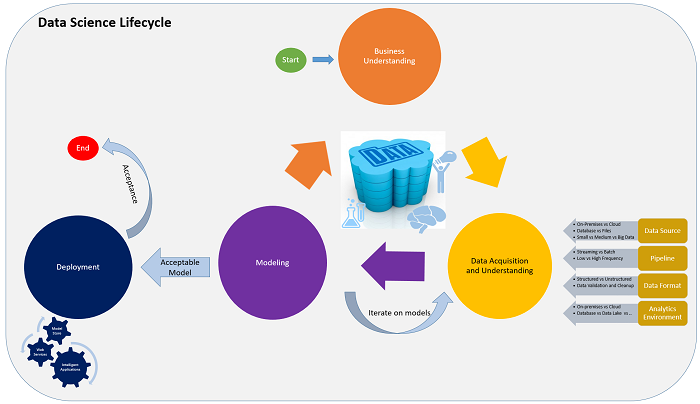 Data Science Lifecycle
Start
Business
Understanding
End
Acceptance
DATA
Deployment
Acceptable
Model
Modeling
Data Acquisition
and Understanding
Iterate on models
• On-Premises vs Cloud
• Database vs Files
• Small vs Medium vs Big Data
Data Source
• Streaming vs Batch
• Low vs High Frequency
Pipeline
• Structured vs Unstructured
• Data Validation and Cleanup
Data Format
• On-premises vs Cloud
• Database vs Data Lake vs ...
Analytics
Environment
Model
Store
Web
Services
Intelligent
Applications